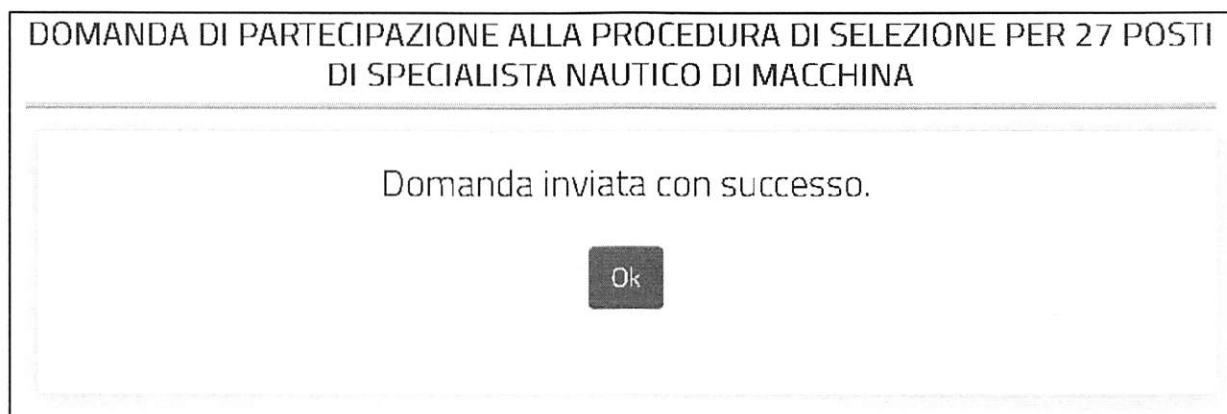 DOMANDA DI PARTECIPAZIONE ALLA PROCEDURA DI SELEZIONE PER 27 POSTI
DI SPECIALISTA NAUTICO DI MACCHINA
Domanda inviata con successo.
Ok